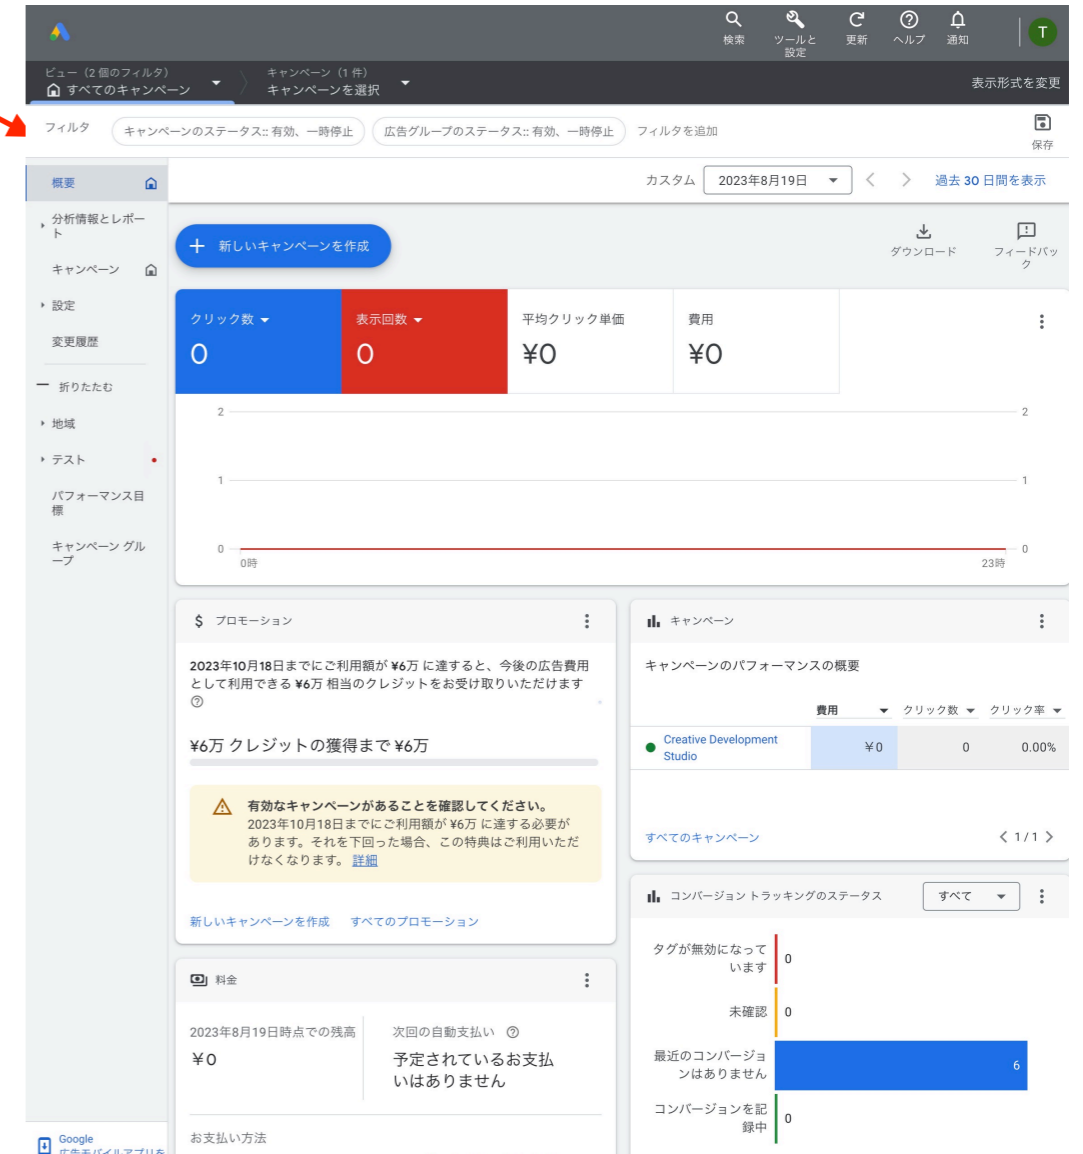 検索
ツールと
設定
更新
ヘルプ
通知
T
ビュー（2 個のフィルタ）
すべてのキャンペーン
キャンペーン（1 件）
キャンペーンを選択
表示形式を変更
フィルタ
キャンペーンのステータス:: 有効、一時停止
広告グループのステータス:: 有効、一時停止
フィルタを追加
保存
概要
カスタム
2023年8月19日
過去 30 日間を表示
分析情報とレポー
ト
キャンペーン
設定
変更履歴
折りたたむ
地域
テスト
パフォーマンス目
標
キャンペーン グル
ープ
新しいキャンペーンを作成
ダウンロード
フィードバッ
ク
クリック数
0
表示回数
0
平均クリック単価
¥0
費用
¥0
2
2
1
1
0
0
0時
23時
プロモーション
2023年10月18日までにご利用額が ¥6万 に達すると、今後の広告費用
として利用できる ¥6万 相当のクレジットをお受け取りいただけます
¥6万 クレジットの獲得まで ¥6万
有効なキャンペーンがあることを確認してください。
2023年10月18日までにご利用額が ¥6万 に達する必要が
あります。それを下回った場合、この特典はご利用いただ
けなくなります。 詳細
新しいキャンペーンを作成
すべてのプロモーション
キャンペーン
キャンペーンのパフォーマンスの概要
費用
クリック数
クリック率
Creative Development
Studio
¥0
0
0.00%
すべてのキャンペーン
1 / 1
コンバージョン トラッキングのステータス
すべて
タグが無効になって
います
0
未確認
0
最近のコンバージョ
ンはありません
6
コンバージョンを記
録中
0
料金
2023年8月19日時点での残高
¥0
次回の自動支払い
予定されているお支払
いはありません
お支払い方法
Google
広告モバイルアプリを